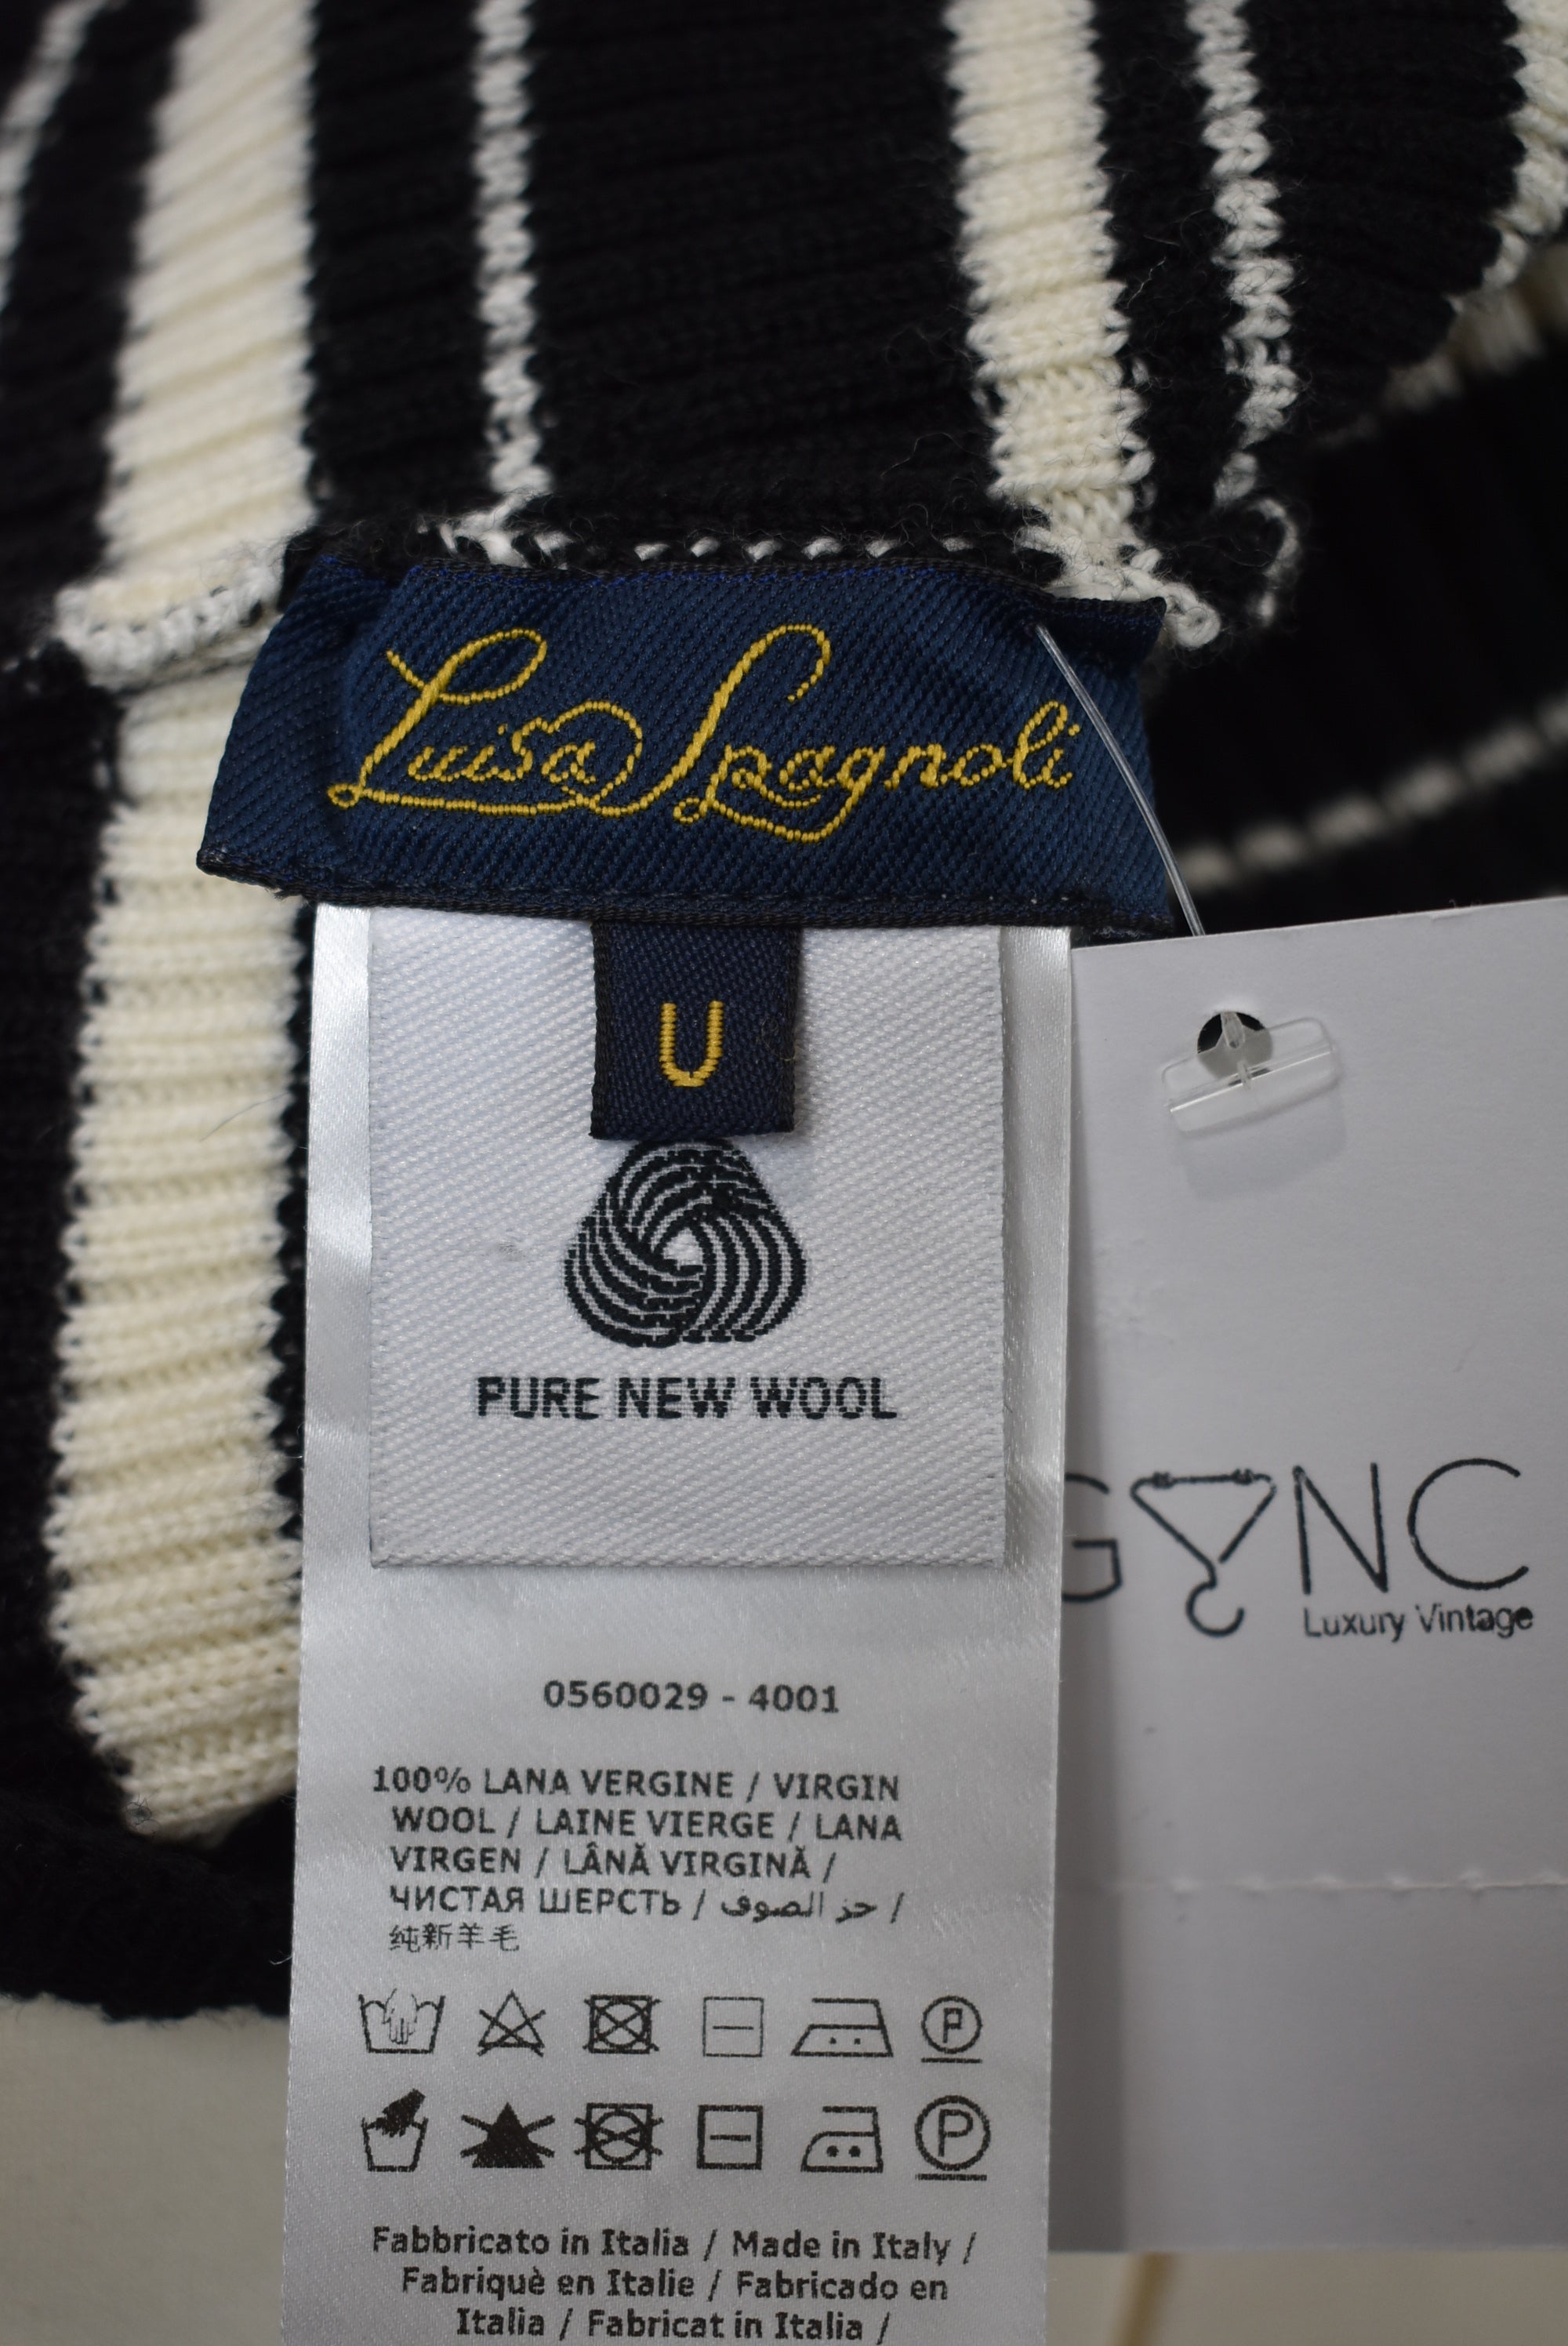 Luisa Spagnoli
U
PURE NEW WOOL
G NC
Luxury Vintage
0560029 - 4001
100% LANA VERGINE / VIRGIN
WOOL / LAINE VIERGE / LANA
VIRGEN / LÂNĂ VIRGINĂ /
ЧИСТАЯ ШЕРСТЬ / جز الصوف /
纯新羊毛
P
P
Fabbricato in Italia / Made in Italy /
Fabriquè en Italie / Fabricado en
Italia / Fabricat in Italia /